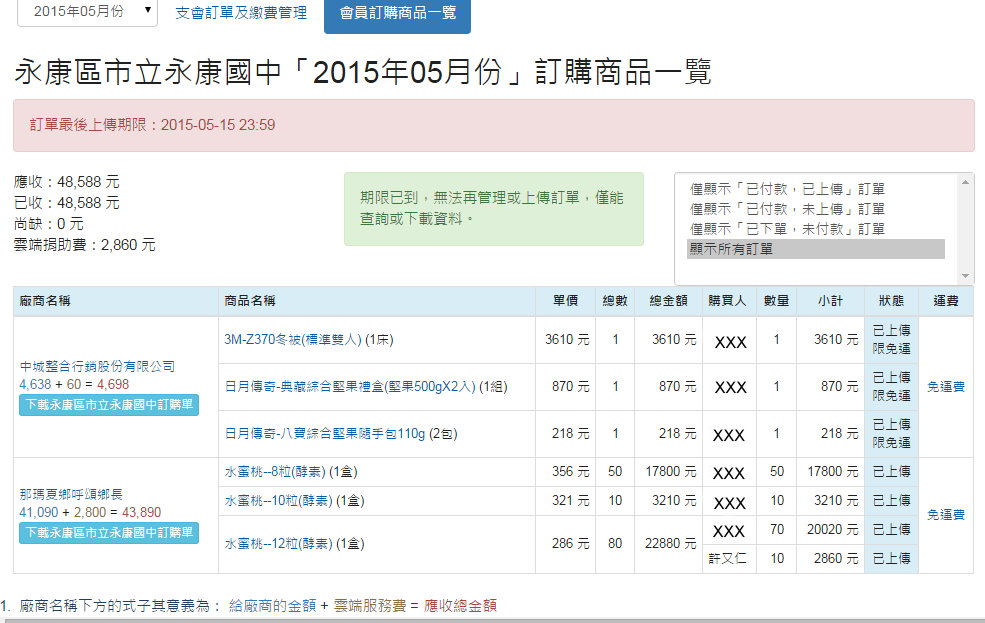 2015年05月份 ▼ 支會訂單及繳費管理 會員訂購商品一覽
永康區市立永康國中「2015年05月份」訂購商品一覽
訂單最後上傳期限：2015-05-15 23:59
應收：48,588 元
已收：48,588 元
尚缺：0 元
雲端捐助費：2,860 元
期限已到，無法再管理或上傳訂單，僅能
查詢或下載資料。
僅顯示「已付款，已上傳」訂單
僅顯示「已付款，未上傳」訂單
僅顯示「已下單，未付款」訂單
顯示所有訂單
廠商名稱 商品名稱 單價 總數 總金額 購買人 數量 小計 狀態 運費
中城整合行銷股份有限公司
4,638 + 60 = 4,698
下載永康區市立永康國中訂購單
3M-Z370冬被(標準雙人) (1床) 3610 元 1 3610 元 XXX 1 3610 元 已上傳
限免運
日月傳奇-典藏綜合堅果禮盒(堅果500gX2入) (1組) 870 元 1 870 元 XXX 1 870 元 已上傳
限免運
免運費
日月傳奇-八寶綜合堅果隨手包110g (2包) 218 元 1 218 元 XXX 1 218 元 已上傳
限免運
那瑪夏鄉呼頌鄉長
41,090 + 2,800 = 43,890
下載永康區市立永康國中訂購單
水蜜桃--8粒(酵素) (1盒) 356 元 50 17800 元 XXX 50 17800 元 已上傳
水蜜桃--10粒(酵素) (1盒) 321 元 10 3210 元 XXX 10 3210 元 已上傳
免運費
水蜜桃--12粒(酵素) (1盒) 286 元 80 22880 元 XXX 70 20020 元 已上傳
許又仁 10 2860 元 已上傳
1. 廠商名稱下方的式子其意義為： 給廠商的金額 + 雲端服務費 = 應收總金額